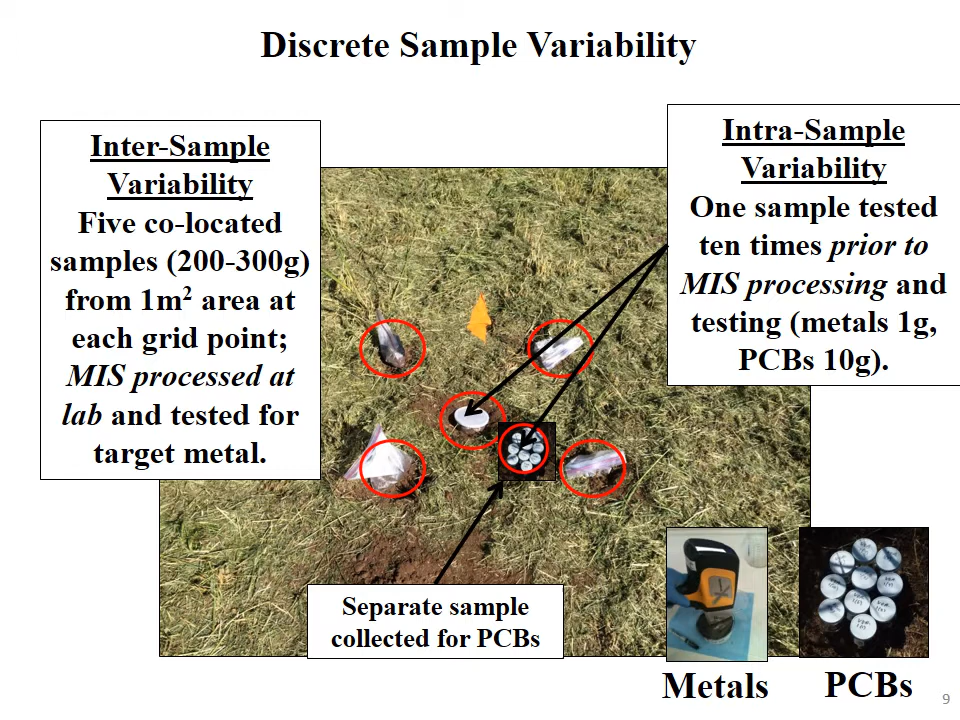 Discrete Sample Variability
Inter-Sample
Variability
Five co-located
samples (200-300g)
from 1m² area at
each grid point;
MIS processed at
lab and tested for
target metal.
Intra-Sample
Variability
One sample tested
ten times prior to
MIS processing and
testing (metals 1g,
PCBs 10g).
Separate sample
collected for PCBs
Metals
PCBs
9